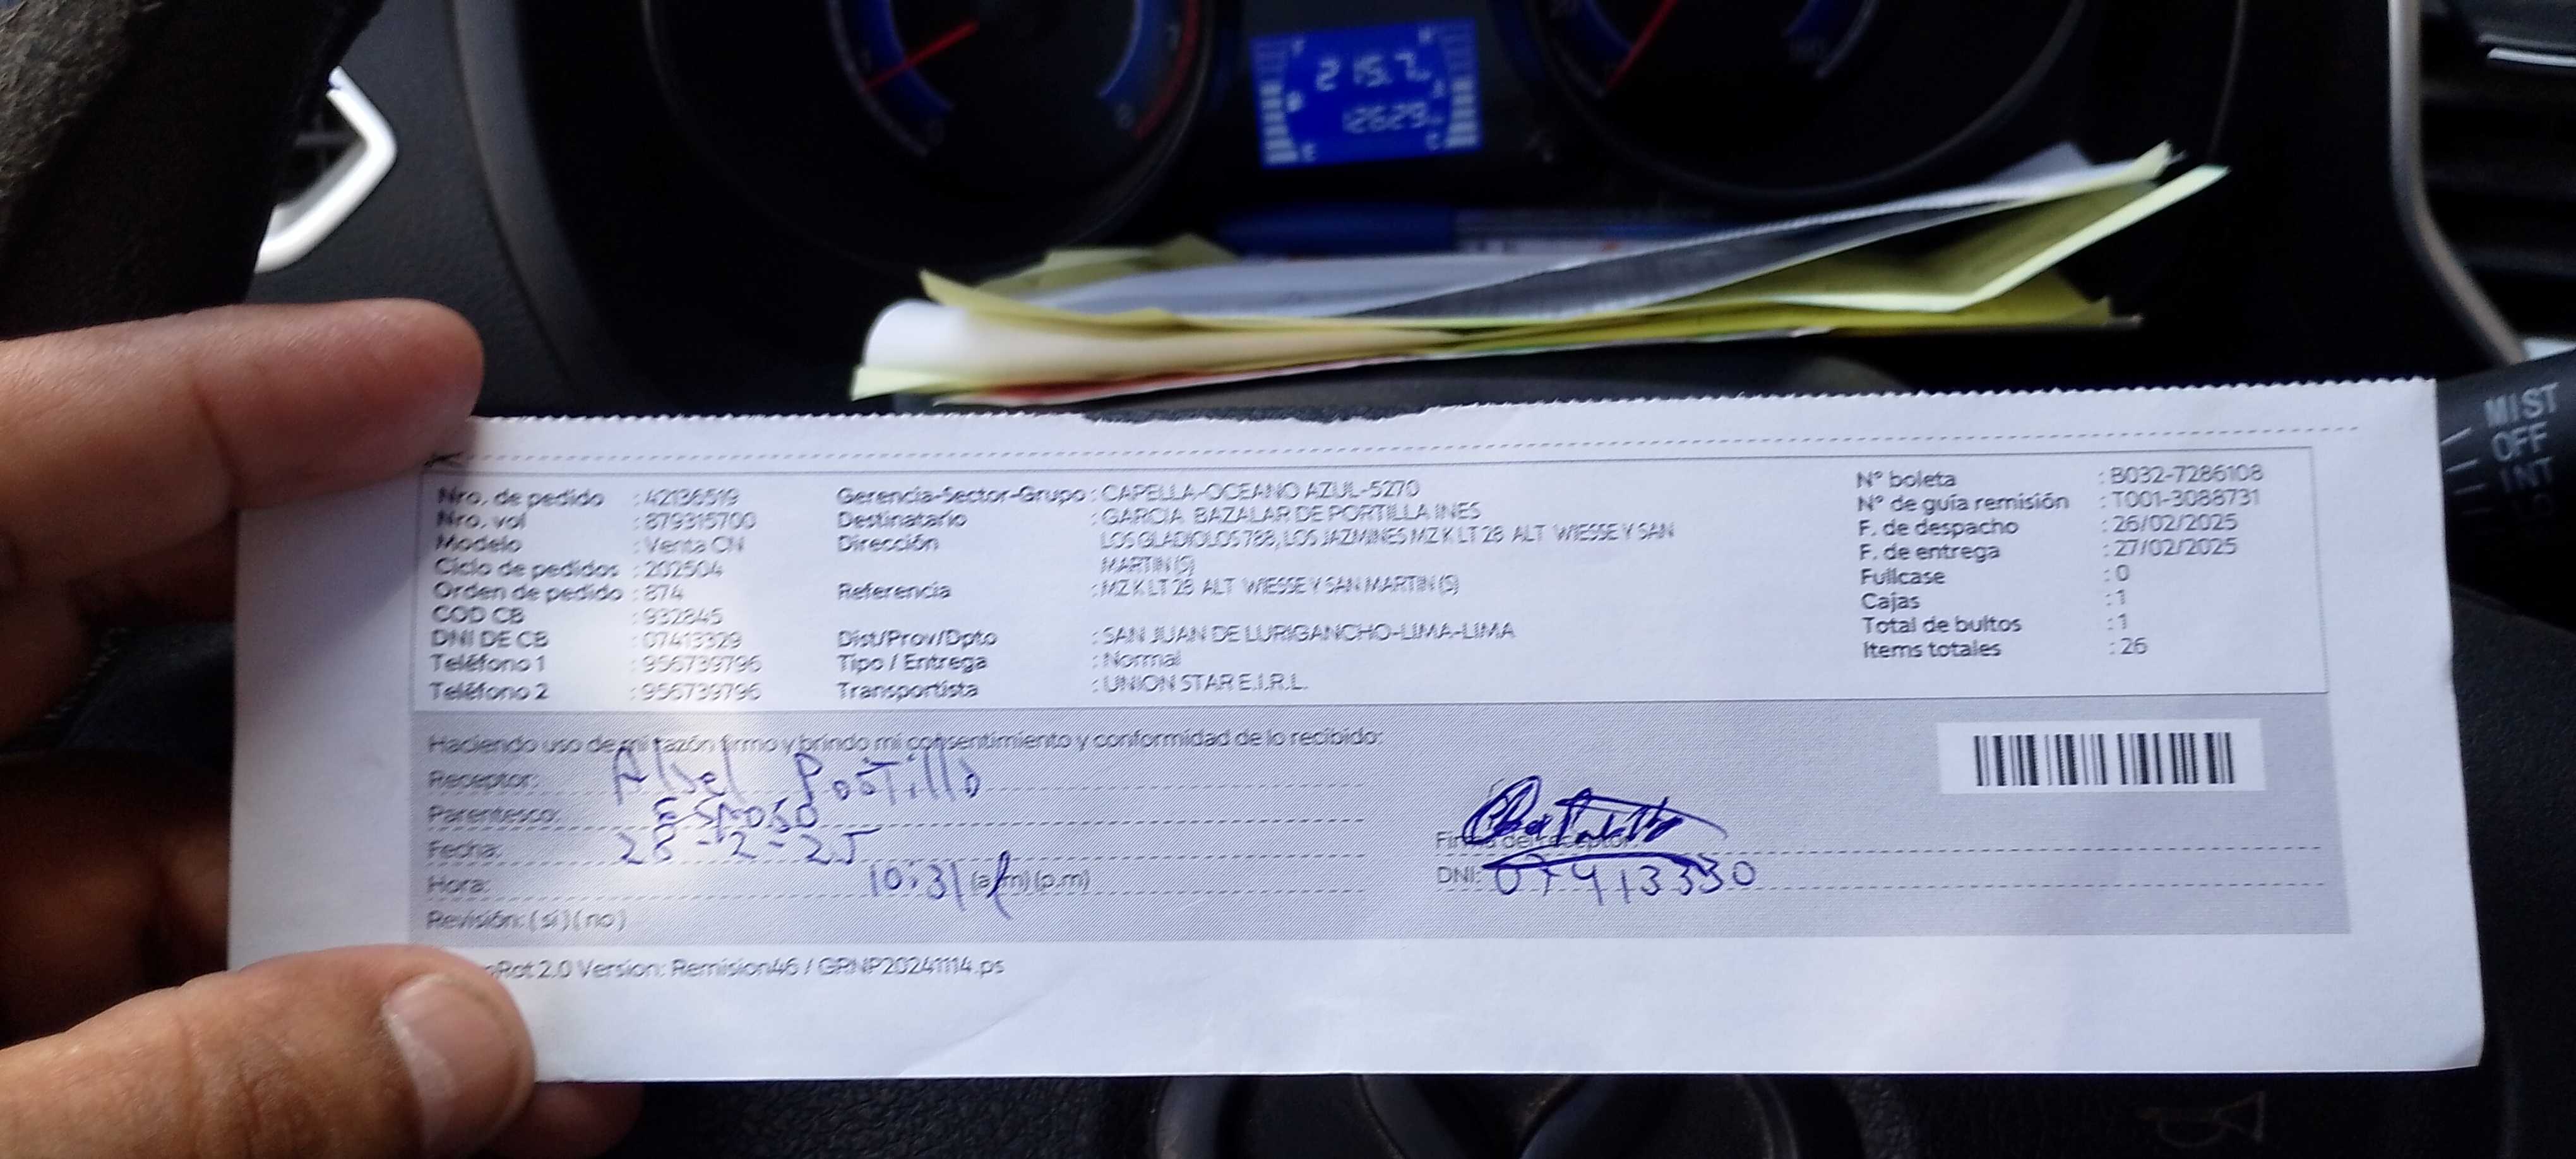 215.7
12629
MIST
OFF
INT
Nro. de pedido : 42136519
Nro. vol : 879315700
Modelo : Venta CN
Ciclo de pedidos : 202504
Orden de pedido : 874
COD CB : 932845
DNI DE CB : 07413329
Teléfono 1 : 956739796
Teléfono 2 : 956739796
Gerencia-Sector-Grupo : CAPELLA-OCEANO AZUL-5270
Destinatario : GARCIA BAZALAR DE PORTILLA INES
Dirección : LOS GLADIOLOS 788, LOS JAZMINES MZ K LT 28 ALT WIESSE Y SAN
MARTIN (S)
Referencia : MZ K LT 28 ALT WIESSE Y SAN MARTIN (S)
Dist/Prov/Dpto : SAN JUAN DE LURIGANCHO-LIMA-LIMA
Tipo / Entrega : Normal
Transportista : UNION STAR E.I.R.L.
N° boleta : B032-7286108
N° de guía remisión : T001-3088731
F. de despacho : 26/02/2025
F. de entrega : 27/02/2025
Fullcase : 0
Cajas : 1
Total de bultos : 1
Items totales : 26
Haciendo uso de mi razón firmo y brindo mi consentimiento y conformidad de lo recibido:
Receptor: Portillo
Parentesco: Esposo
Fecha: 28-2-25
Hora: 10:31 (a.m) (p.m)
Revisión: ( si ) ( no )
Firma del receptor:
DNI: 07413330
Rot 2.0 Version: Remision46 / GRNP20241114.ps